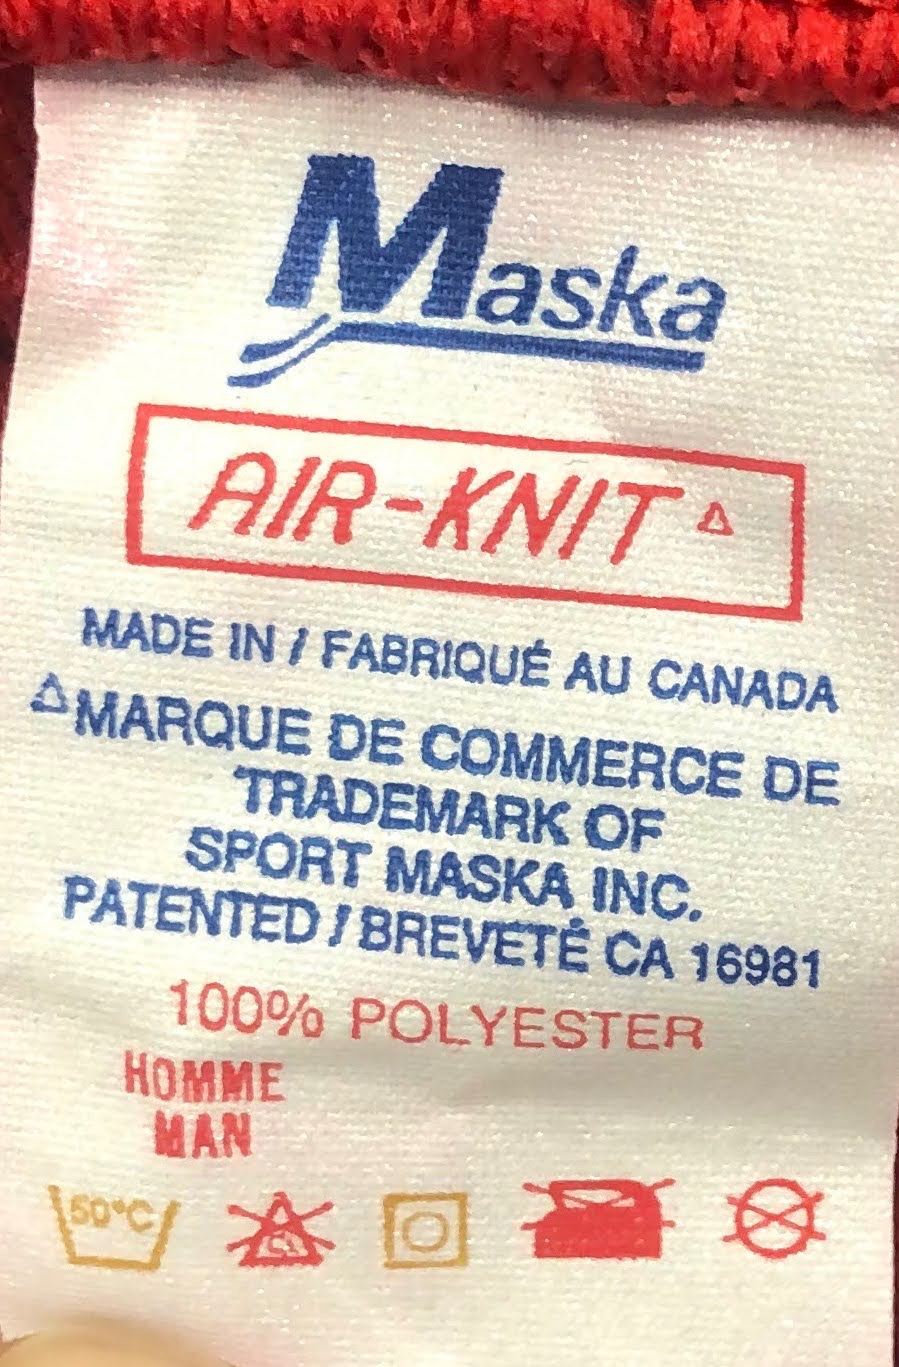 Maska
AIR-KNIT △
MADE IN / FABRIQUÉ AU CANADA
△ MARQUE DE COMMERCE DE
TRADEMARK OF
SPORT MASKA INC.
PATENTED / BREVETÉ CA 16981
100% POLYESTER
HOMME
MAN
50°C CL